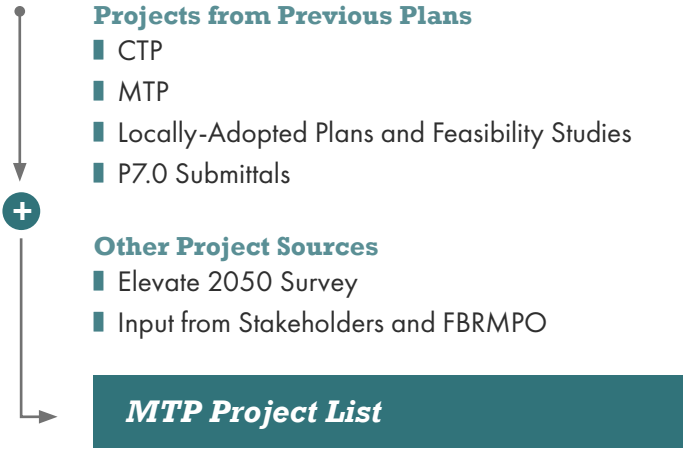 Projects from Previous Plans
CTP
MTP
Locally-Adopted Plans and Feasibility Studies
P7.0 Submittals
+
Other Project Sources
Elevate 2050 Survey
Input from Stakeholders and FBRMPO
MTP Project List